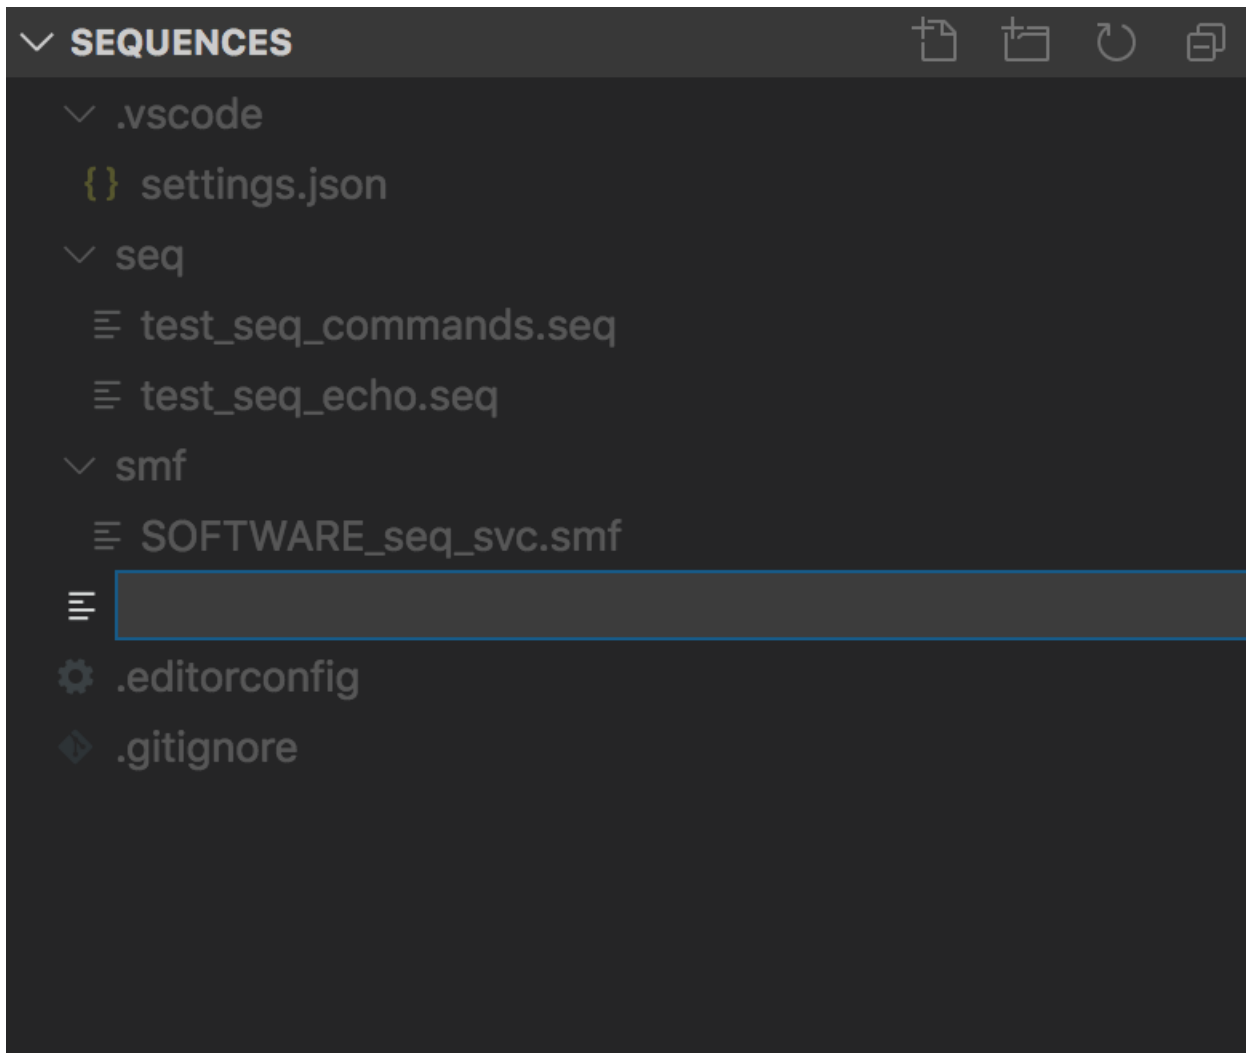 SEQUENCES
.vscode
{} settings.json
seq
test_seq_commands.seq
test_seq_echo.seq
smf
SOFTWARE_seq_svc.smf
.editorconfig
.gitignore